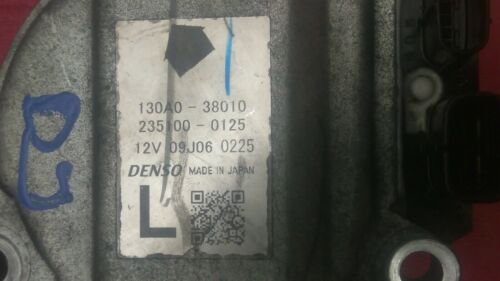 130A0-38010
235100-0125
12V 09J06 0225
DENSO MADE IN JAPAN
L